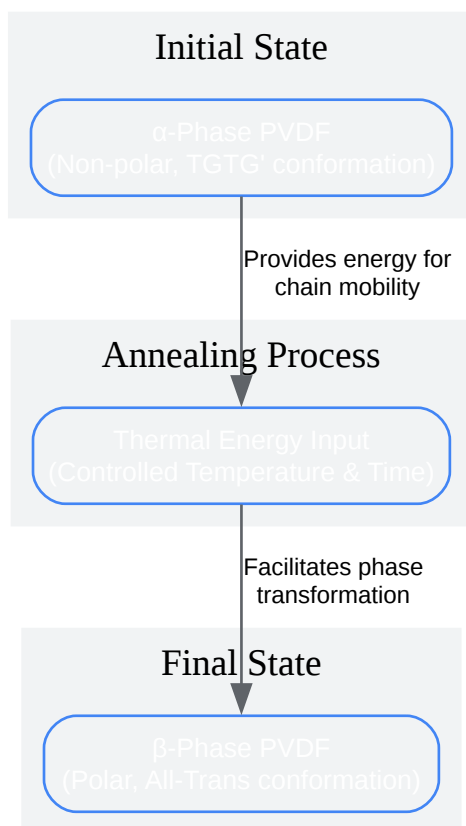 Initial State
α-Phase PVDF
(Non-polar, TGTG' conformation)
Provides energy for
chain mobility
Annealing Process
Thermal Energy Input
(Controlled Temperature & Time)
Facilitates phase
transformation
Final State
β-Phase PVDF
(Polar, All-Trans conformation)